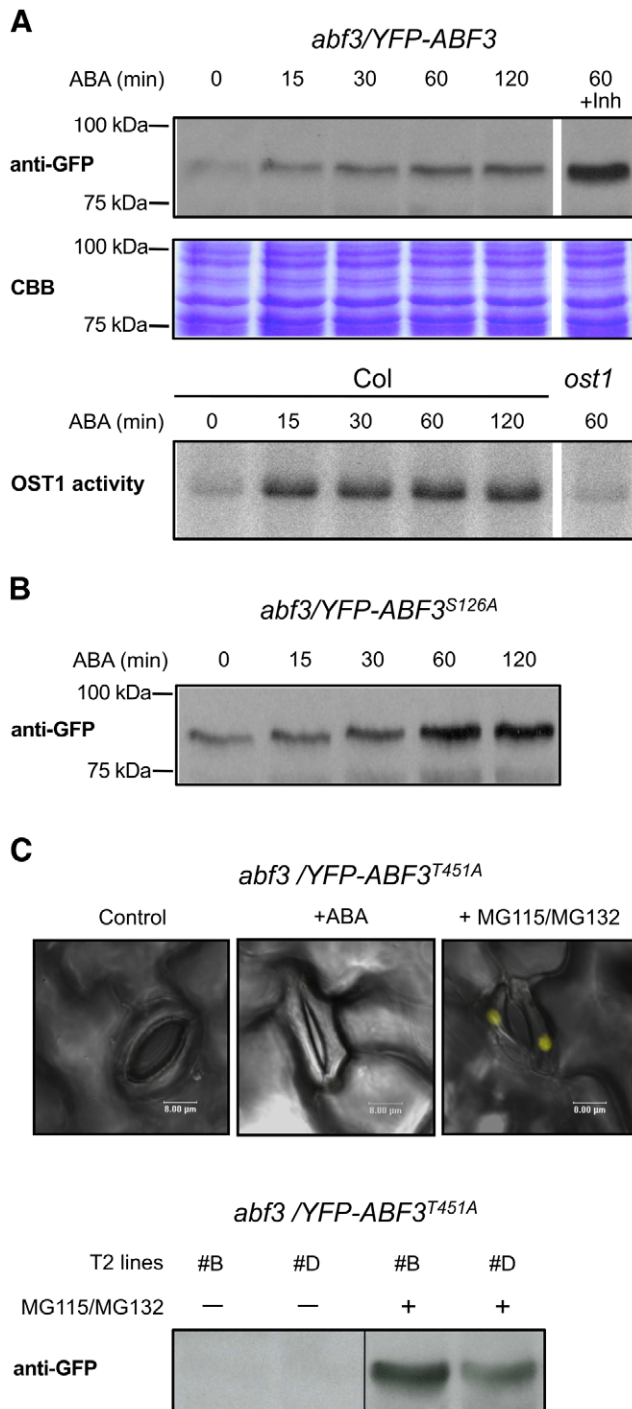 A
abf3/YFP-ABF3
ABA (min) 0 15 30 60 120 60
+Inh
100 kDa
anti-GFP
75 kDa
100 kDa
CBB
75 kDa
Col ost1
ABA (min) 0 15 30 60 120 60
OST1 activity
B
abf3/YFP-ABF3S126A
ABA (min) 0 15 30 60 120
100 kDa
anti-GFP
75 kDa
C
abf3 /YFP-ABF3T451A
Control +ABA + MG115/MG132
8.00 µm 8.00 µm 8.00 µm
abf3 /YFP-ABF3T451A
T2 lines #B #D #B #D
MG115/MG132 — — + +
anti-GFP